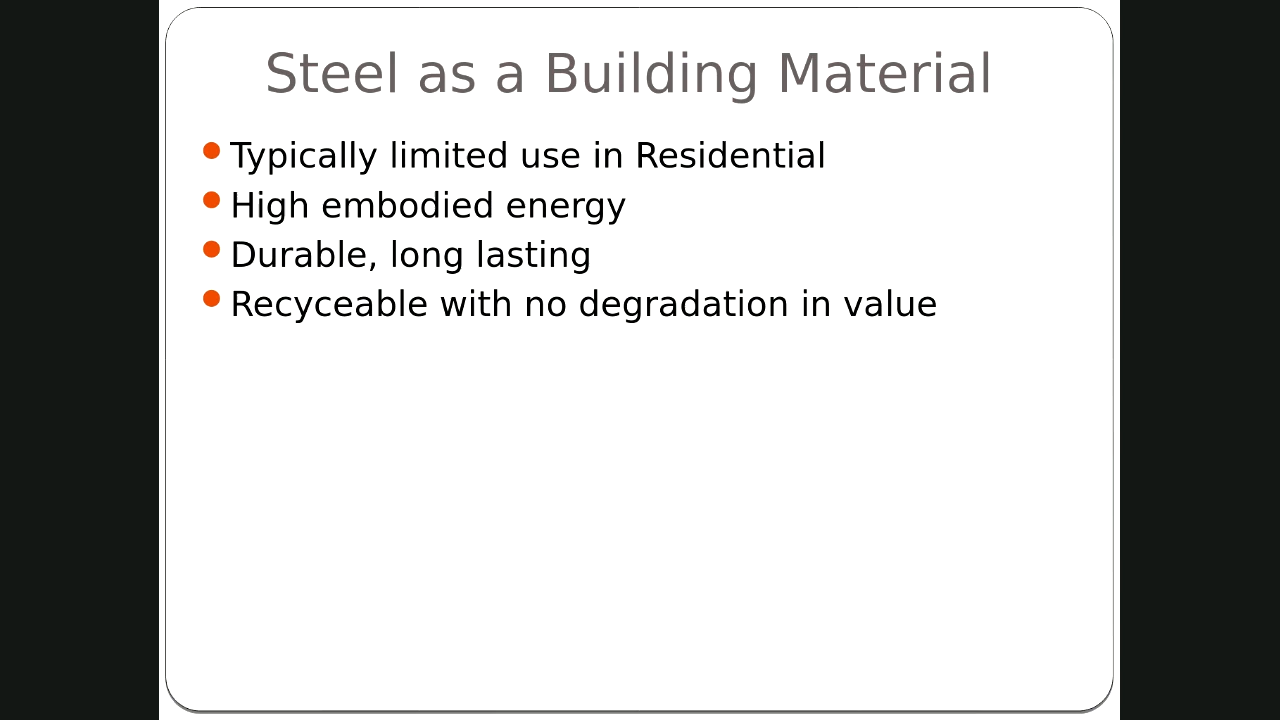 Steel as a Building Material
Typically limited use in Residential
High embodied energy
Durable, long lasting
Recyceable with no degradation in value